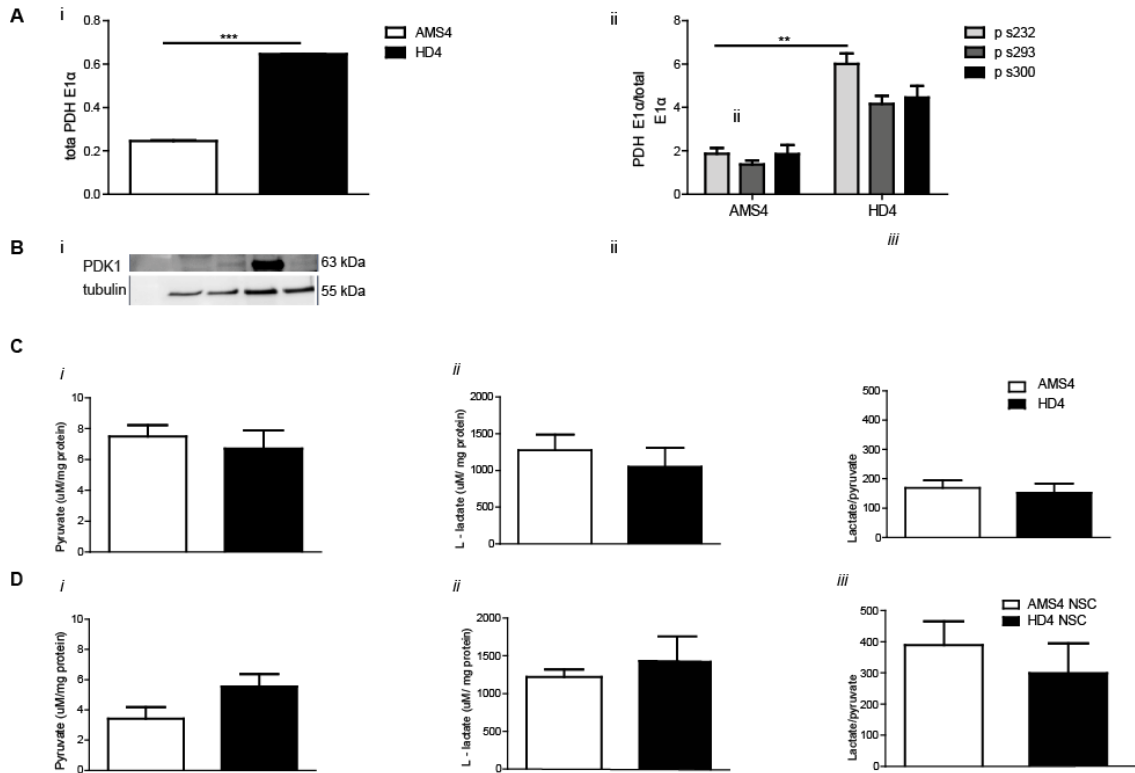 A
i
0.8
0.6
0.4
0.2
0.0
tota PDH E1α
***
AMS4
HD4
ii
8
6
4
2
0
PDH E1α/total
E1α
**
ii
AMS4
HD4
p s232
p s293
p s300
B
i
PDK1
63 kDa
tubulin
55 kDa
ii
iii
C
i
10
8
6
4
2
0
Pyruvate (uM/mg protein)
ii
2000
1500
1000
500
0
L - lactate (uM/ mg protein)
500
400
300
200
100
0
Lactate/pyruvate
AMS4
HD4
D
i
10
8
6
4
2
0
Pyruvate (uM/mg protein)
ii
2000
1500
1000
500
0
L - lactate (uM/ mg protein)
iii
500
400
300
200
100
0
Lactate/pyruvate
AMS4 NSC
HD4 NSC